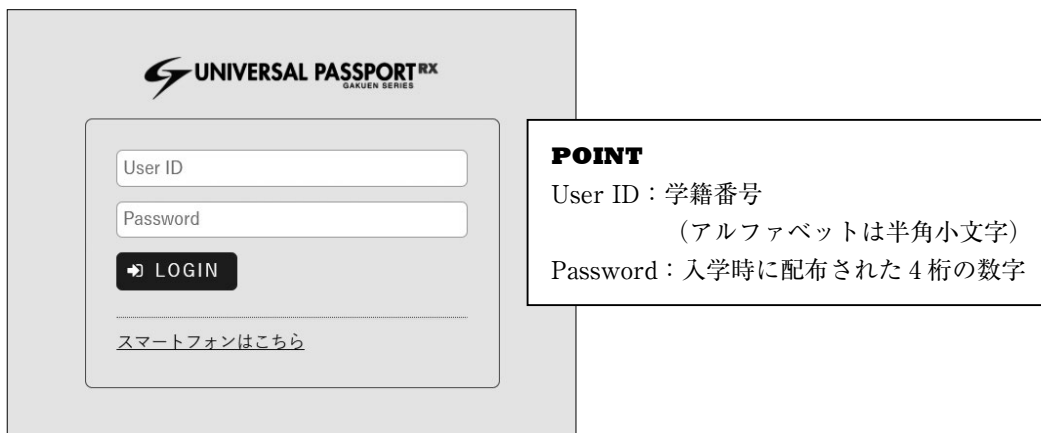 UNIVERSAL PASSPORT RX
GAKUEN SERIES
User ID
Password
LOGIN
スマートフォンはこちら
POINT
User ID：学籍番号
（アルファベットは半角小文字）
Password：入学時に配布された４桁の数字